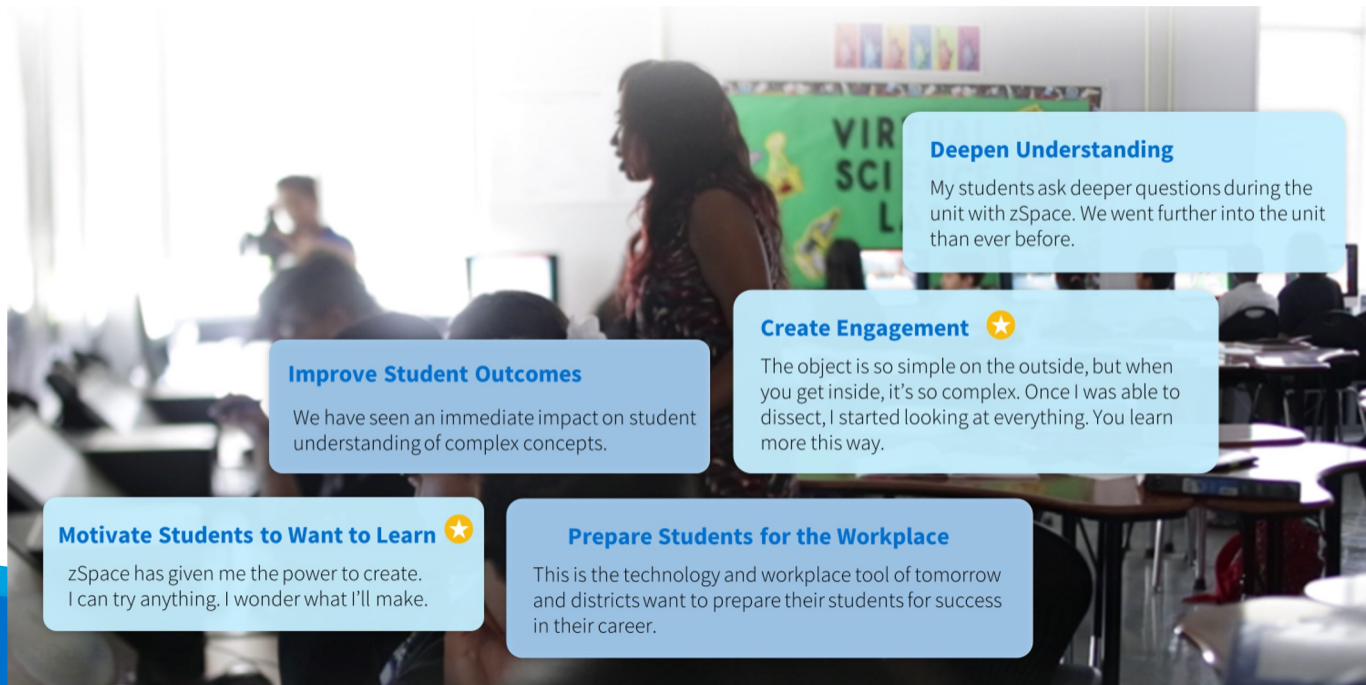 VIR
SCI
L
Deepen Understanding
My students ask deeper questions during the
unit with zSpace. We went further into the unit
than ever before.
Create Engagement
The object is so simple on the outside, but when
you get inside, it's so complex. Once I was able to
dissect, I started looking at everything. You learn
more this way.
Improve Student Outcomes
We have seen an immediate impact on student
understanding of complex concepts.
Motivate Students to Want to Learn
zSpace has given me the power to create.
I can try anything. I wonder what I'll make.
Prepare Students for the Workplace
This is the technology and workplace tool of tomorrow
and districts want to prepare their students for success
in their career.